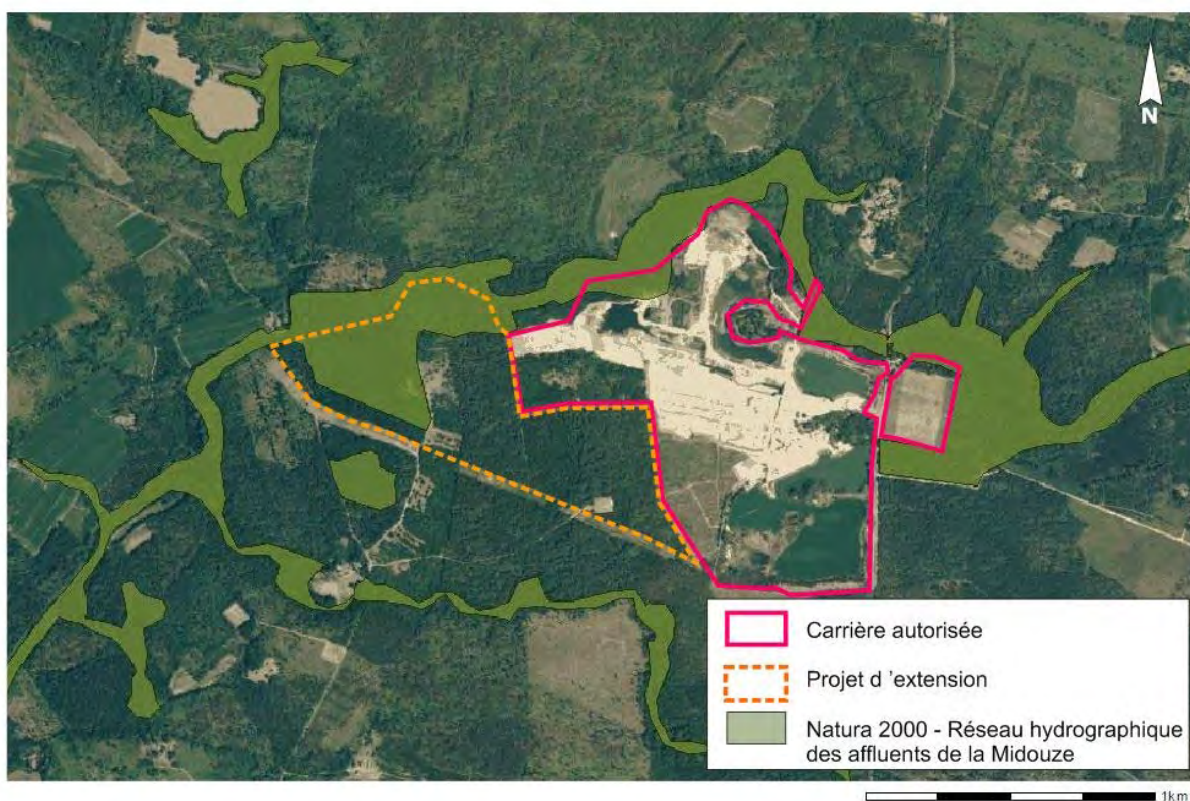 N
Carrière autorisée
Projet d 'extension
Natura 2000 - Réseau hydrographique
des affluents de la Midouze
1km